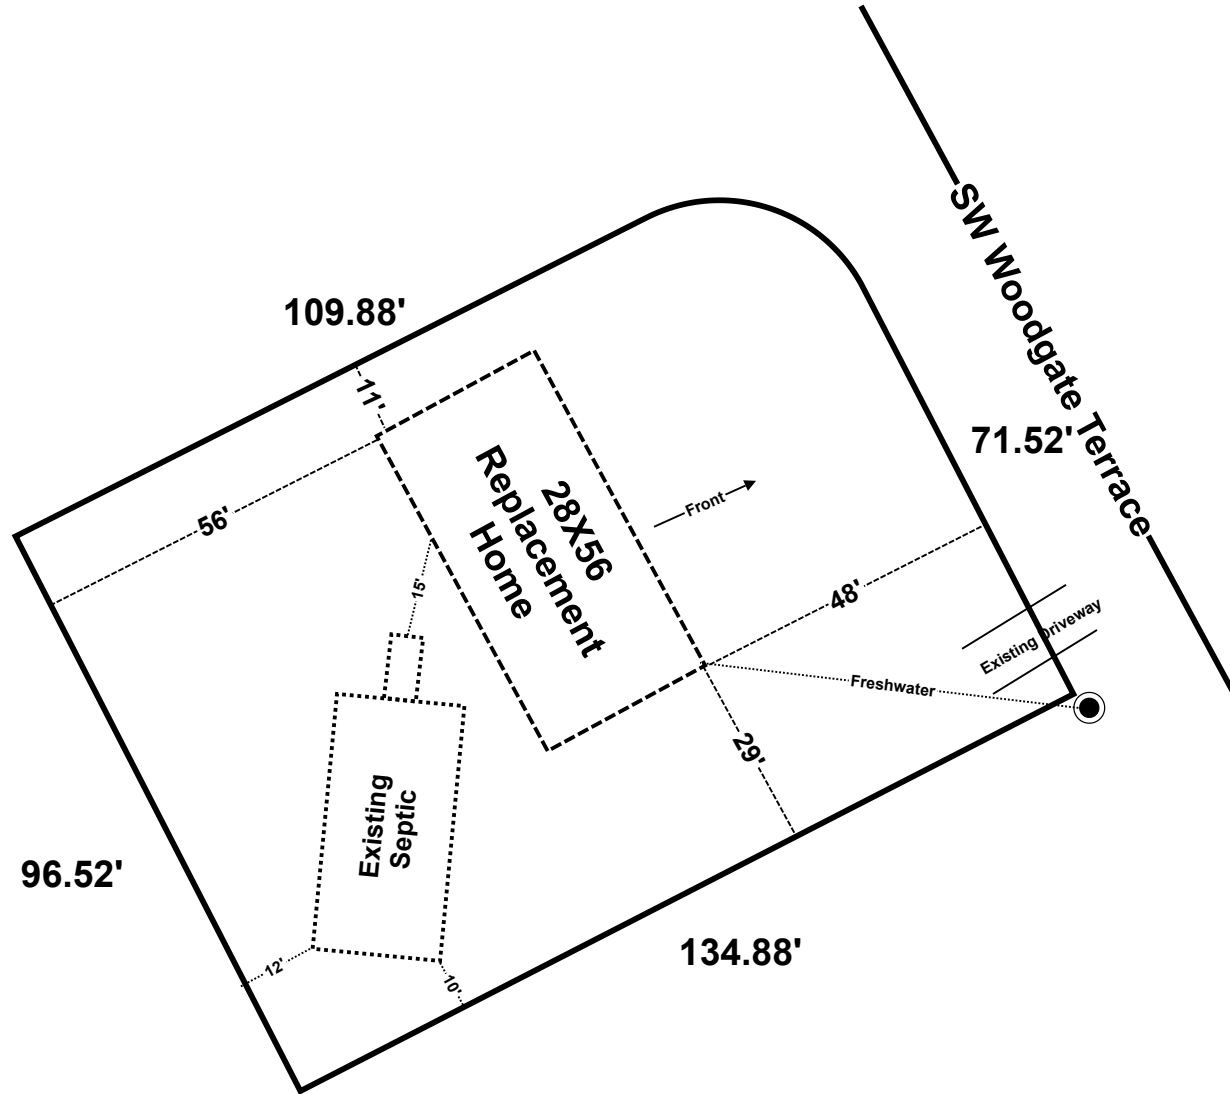 SW Woodgate Terrace
109.88'
11'
71.52'
56'
28X56
Replacement
Home
Front
15'
48'
Existing Driveway
Freshwater
29'
Existing
Septic
96.52'
134.88'
12'
10'